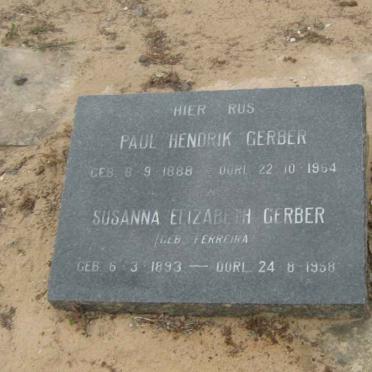 HIER RUS
PAUL HENDRIK GERBER
GEB. 8·9·1888 — OORL. 22·10·1964
SUSANNA ELIZABETH GERBER
(GEB. FERREIRA)
GEB. 6·3·1893 — OORL. 24·8·1958